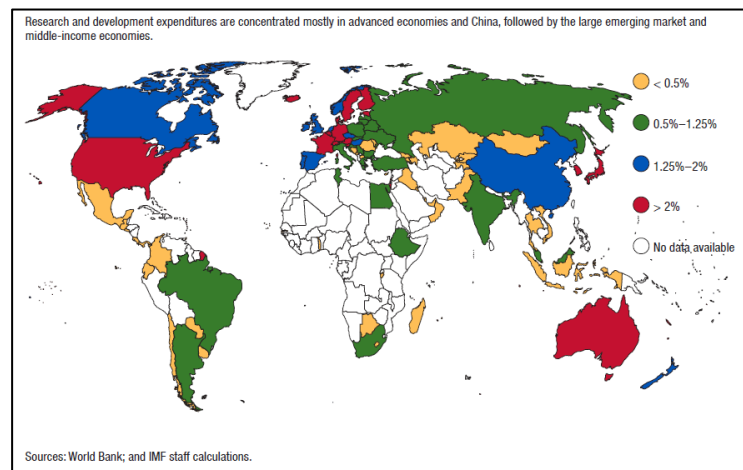 Research and development expenditures are concentrated mostly in advanced economies and China, followed by the large emerging market and
middle-income economies.
< 0.5%
0.5%–1.25%
1.25%–2%
> 2%
No data available
Sources: World Bank; and IMF staff calculations.